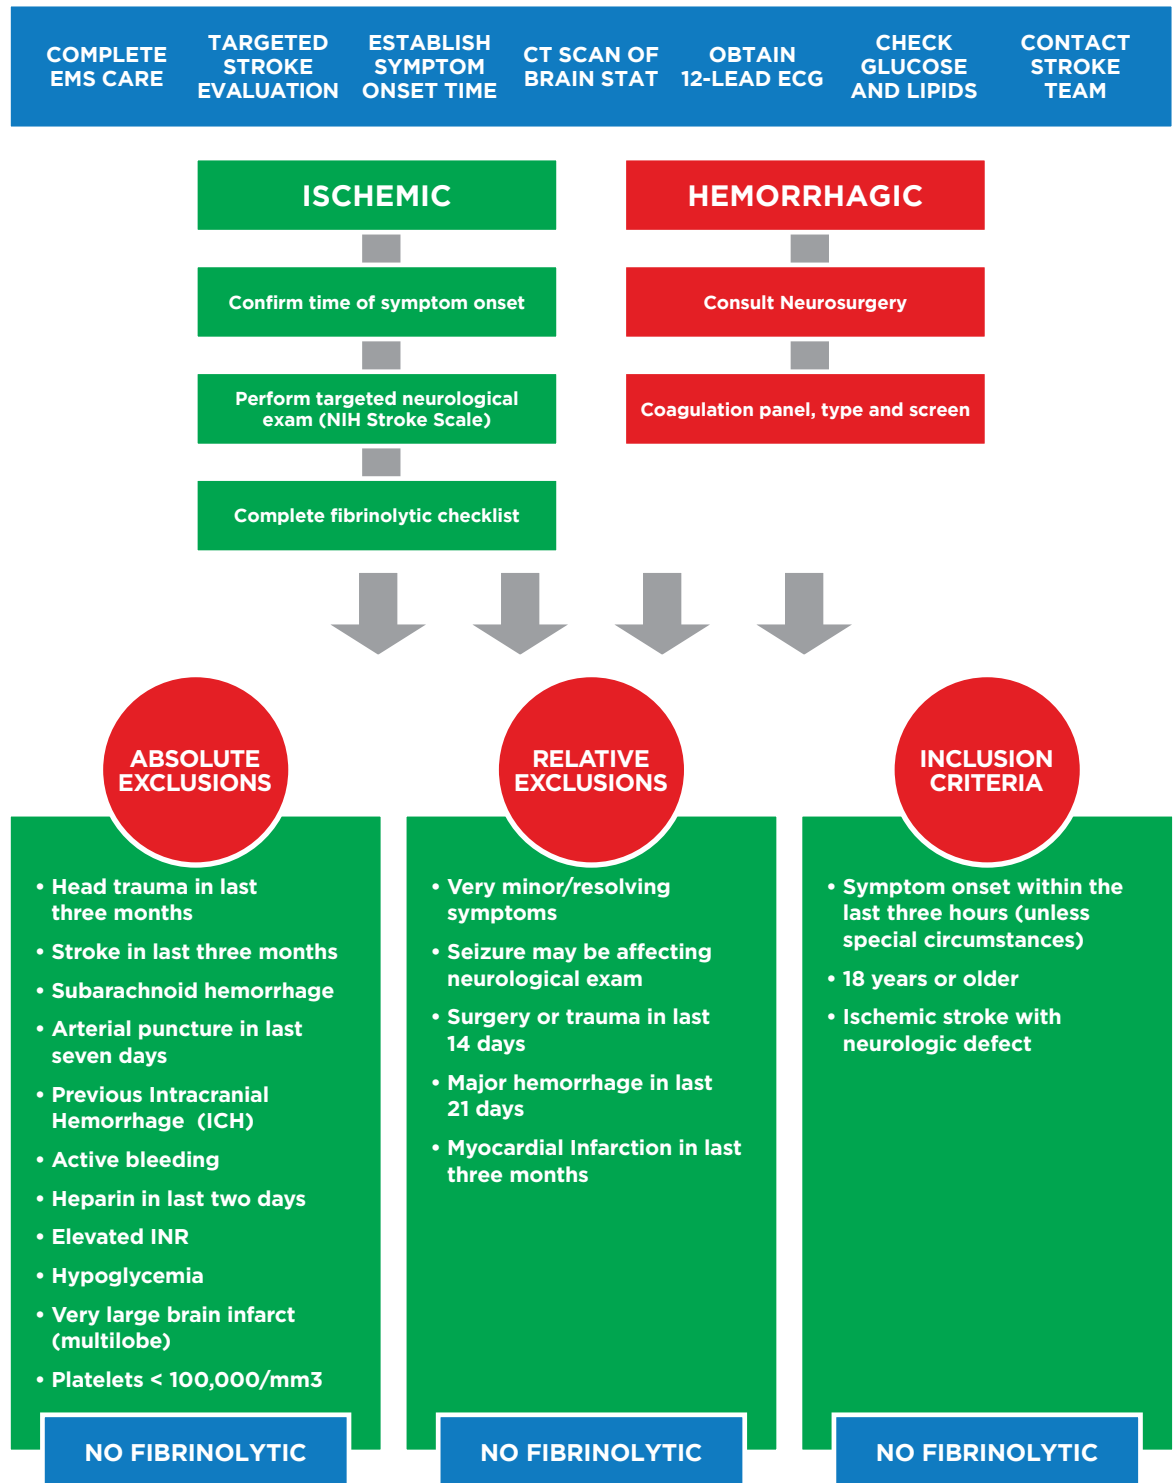 COMPLETE
EMS CARE
TARGETED
STROKE
EVALUATION
ESTABLISH
SYMPTOM
ONSET TIME
CT SCAN OF
BRAIN STAT
OBTAIN
12-LEAD ECG
CHECK
GLUCOSE
AND LIPIDS
CONTACT
STROKE
TEAM
ISCHEMIC
Confirm time of symptom onset
Perform targeted neurological
exam (NIH Stroke Scale)
Complete fibrinolytic checklist
HEMORRHAGIC
Consult Neurosurgery
Coagulation panel, type and screen
ABSOLUTE
EXCLUSIONS
• Head trauma in last
three months
• Stroke in last three months
• Subarachnoid hemorrhage
• Arterial puncture in last
seven days
• Previous Intracranial
Hemorrhage (ICH)
• Active bleeding
• Heparin in last two days
• Elevated INR
• Hypoglycemia
• Very large brain infarct
(multilobe)
• Platelets < 100,000/mm3
NO FIBRINOLYTIC
RELATIVE
EXCLUSIONS
• Very minor/resolving
symptoms
• Seizure may be affecting
neurological exam
• Surgery or trauma in last
14 days
• Major hemorrhage in last
21 days
• Myocardial Infarction in last
three months
NO FIBRINOLYTIC
INCLUSION
CRITERIA
• Symptom onset within the
last three hours (unless
special circumstances)
• 18 years or older
• Ischemic stroke with
neurologic defect
NO FIBRINOLYTIC